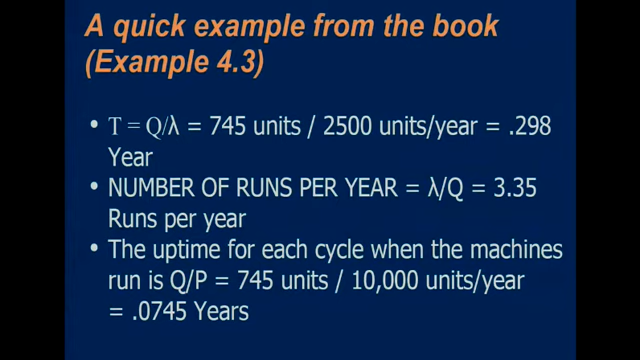 A quick example from the book
(Example 4.3)
• T = Q/λ = 745 units / 2500 units/year = .298
Year
• NUMBER OF RUNS PER YEAR = λ/Q = 3.35
Runs per year
• The uptime for each cycle when the machines
run is Q/P = 745 units / 10,000 units/year
= .0745 Years